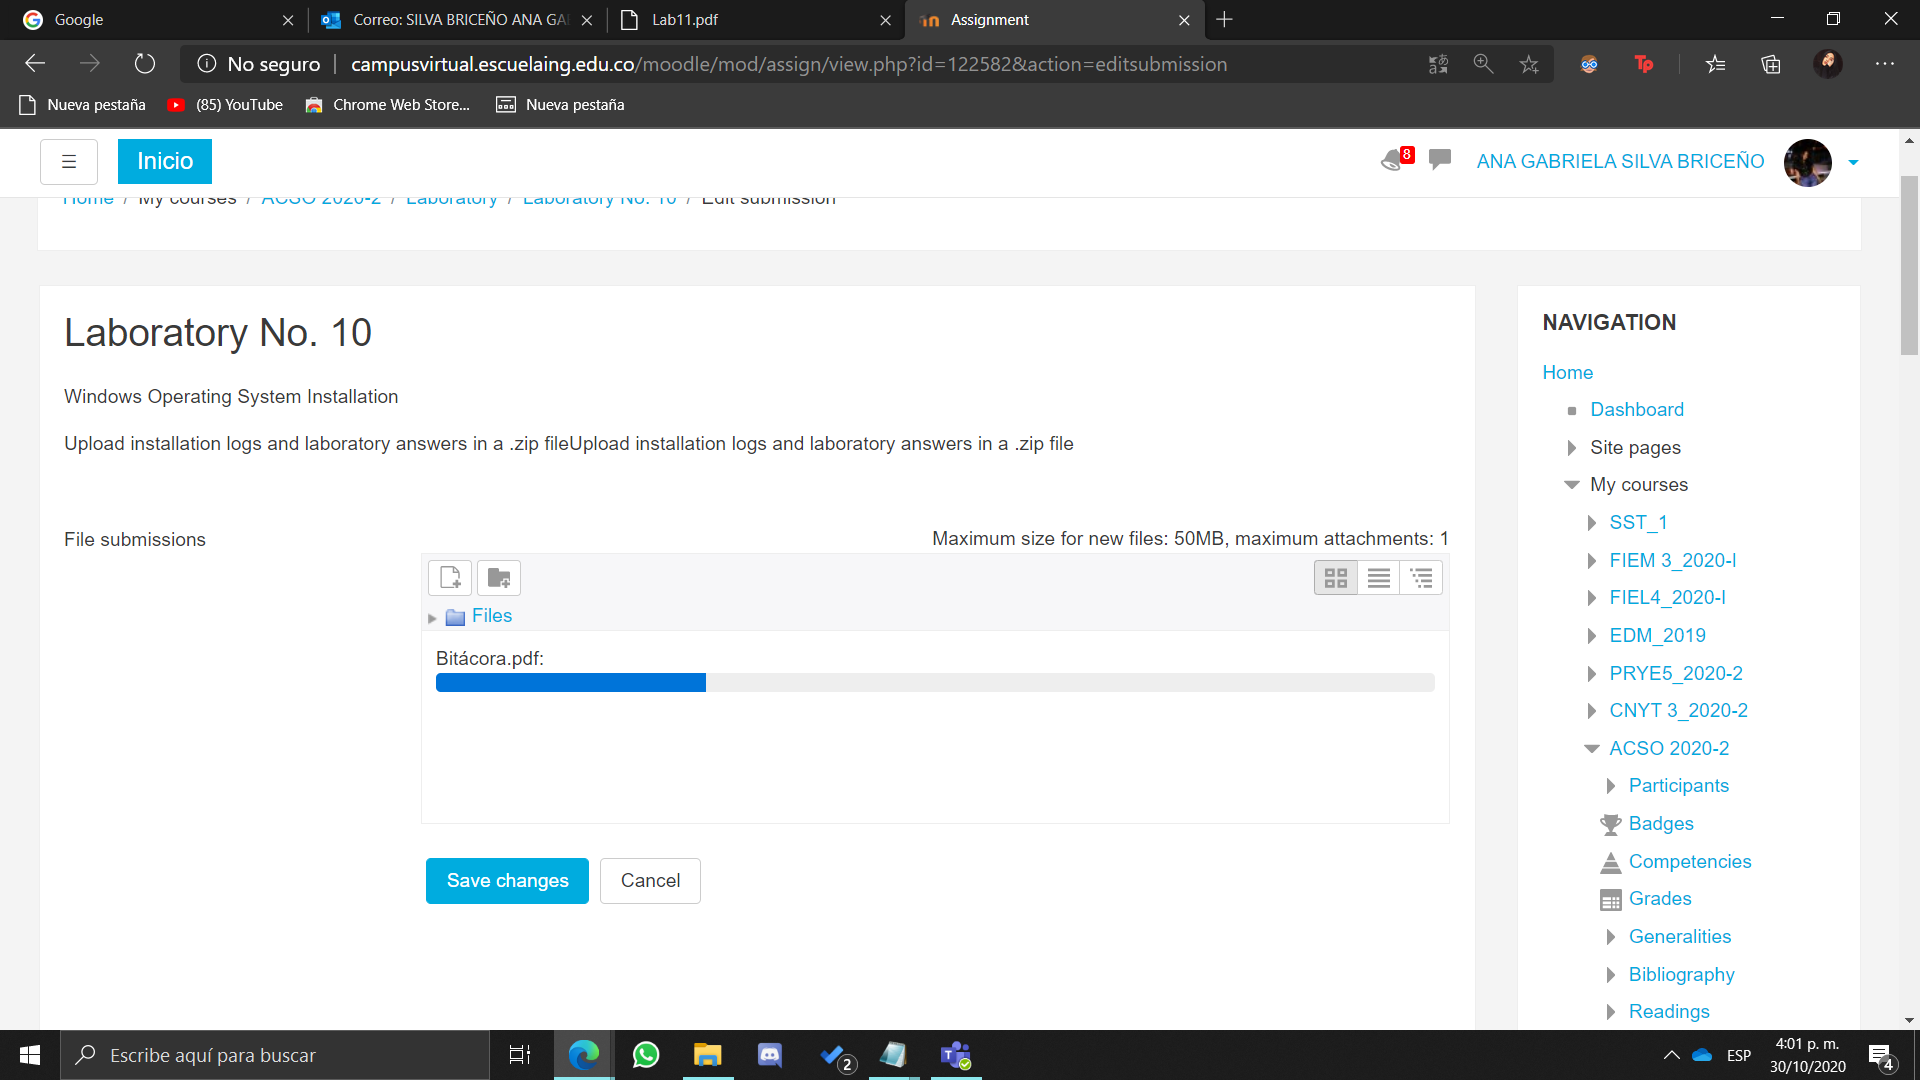 Google
Correo: SILVA BRICEÑO ANA GA
Lab11.pdf
Assignment
No seguro
campusvirtual.escuelaing.edu.co/moodle/mod/assign/view.php?id=122582&action=editsubmission
Nueva pestaña
(85) YouTube
Chrome Web Store...
Nueva pestaña
Inicio
8
ANA GABRIELA SILVA BRICEÑO
Home / My courses / ACSO 2020-2 / Laboratory / Laboratory No. 10 / Edit submission
Laboratory No. 10
Windows Operating System Installation
Upload installation logs and laboratory answers in a .zip fileUpload installation logs and laboratory answers in a .zip file
File submissions
Maximum size for new files: 50MB, maximum attachments: 1
Files
Bitácora.pdf:
Save changes
Cancel
NAVIGATION
Home
Dashboard
Site pages
My courses
SST_1
FIEM 3_2020-I
FIEL4_2020-I
EDM_2019
PRYE5_2020-2
CNYT 3_2020-2
ACSO 2020-2
Participants
Badges
Competencies
Grades
Generalities
Bibliography
Readings
Escribe aquí para buscar
2
ESP
4:01 p. m.
30/10/2020
4